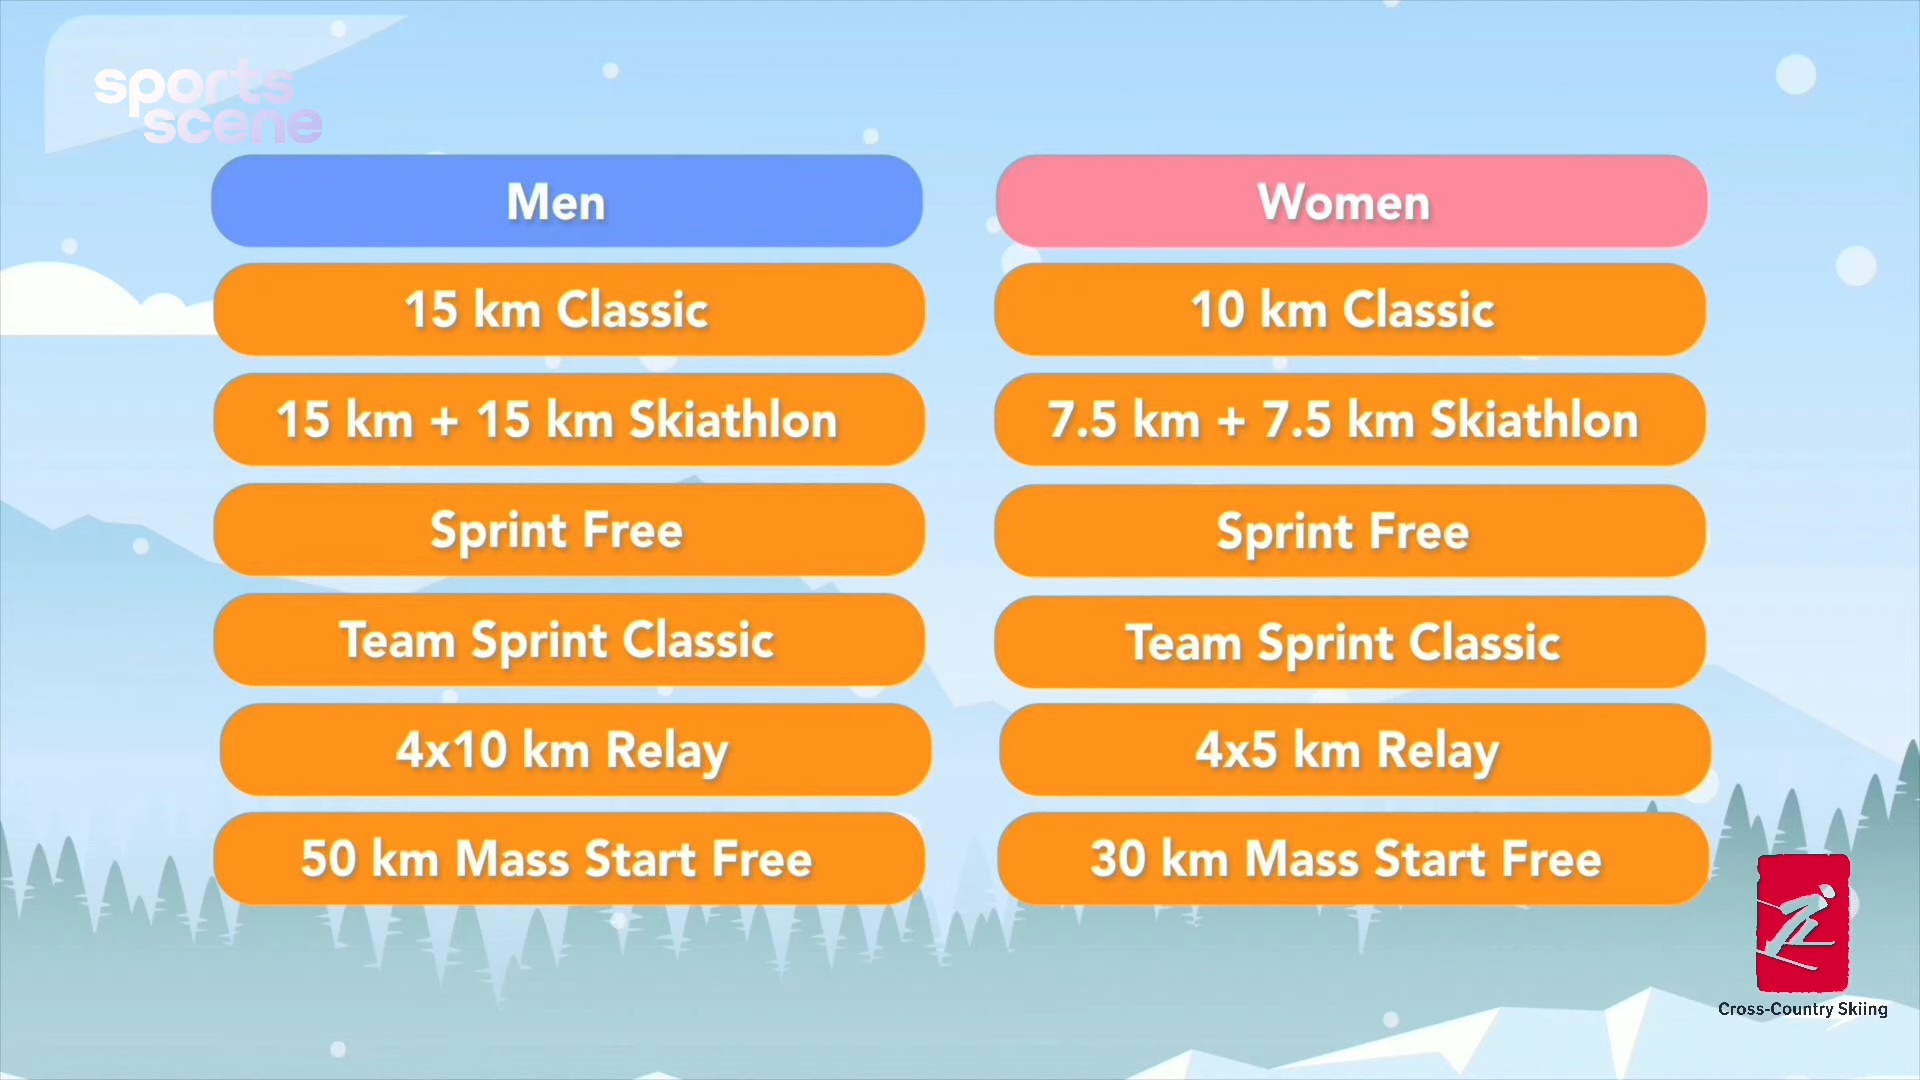 sports
scene
Men
Women
15 km Classic
10 km Classic
15 km + 15 km Skiathlon
7.5 km + 7.5 km Skiathlon
Sprint Free
Sprint Free
Team Sprint Classic
Team Sprint Classic
4x10 km Relay
4x5 km Relay
50 km Mass Start Free
30 km Mass Start Free
Cross-Country Skiing